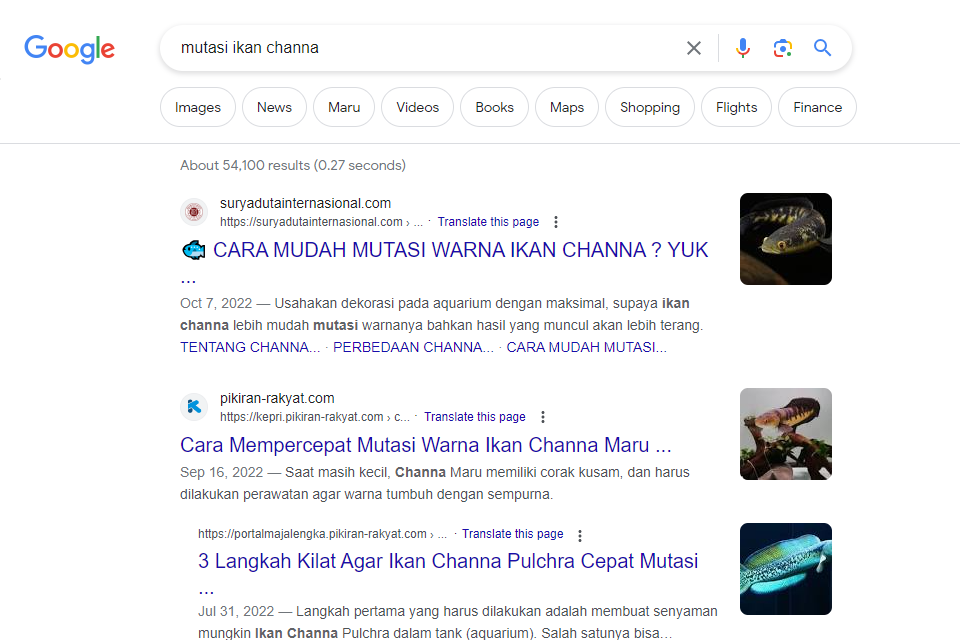 Google
mutasi ikan channa
Images
News
Maru
Videos
Books
Maps
Shopping
Flights
Finance
About 54,100 results (0.27 seconds)
suryadutainternasional.com
https://suryadutainternasional.com › ... · Translate this page
CARA MUDAH MUTASI WARNA IKAN CHANNA ? YUK
...
Oct 7, 2022 — Usahakan dekorasi pada aquarium dengan maksimal, supaya ikan
channa lebih mudah mutasi warnanya bahkan hasil yang muncul akan lebih terang.
TENTANG CHANNA... · PERBEDAAN CHANNA... · CARA MUDAH MUTASI...
pikiran-rakyat.com
https://kepri.pikiran-rakyat.com › c... · Translate this page
Cara Mempercepat Mutasi Warna Ikan Channa Maru ...
Sep 16, 2022 — Saat masih kecil, Channa Maru memiliki corak kusam, dan harus
dilakukan perawatan agar warna tumbuh dengan sempurna.
https://portalmajalengka.pikiran-rakyat.com › ... · Translate this page
3 Langkah Kilat Agar Ikan Channa Pulchra Cepat Mutasi
...
Jul 31, 2022 — Langkah pertama yang harus dilakukan adalah membuat senyaman
mungkin Ikan Channa Pulchra dalam tank (aquarium). Salah satunya bisa...